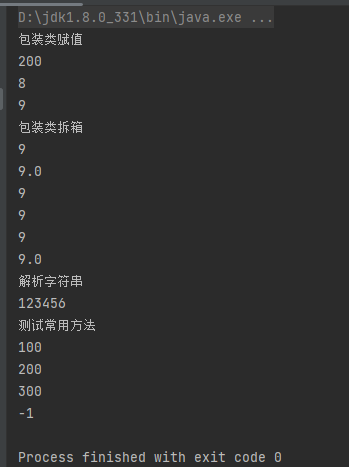 D:\jdk1.8.0_331\bin\java.exe ...
包装类赋值
200
8
9
包装类拆箱
9
9.0
9
9
9
9.0
解析字符串
123456
测试常用方法
100
200
300
-1
Process finished with exit code 0